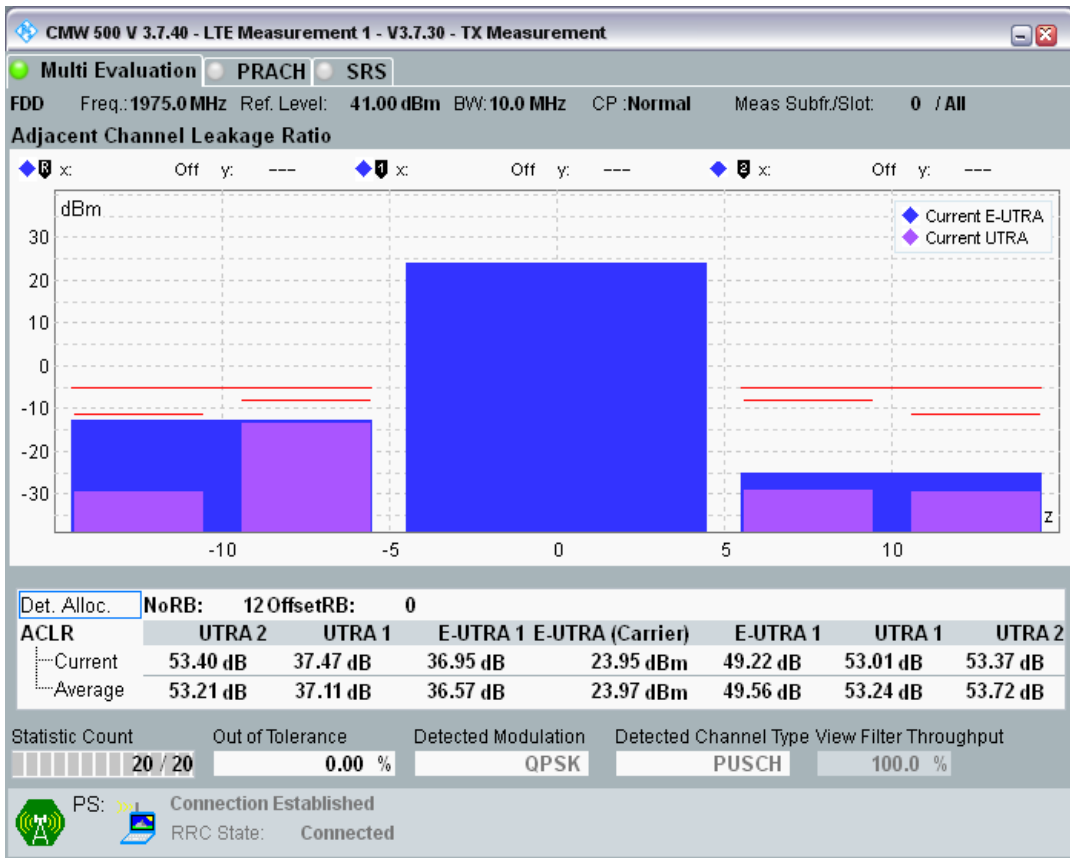 CMW 500 V 3.7.40 - LTE Measurement 1 - V3.7.30 - TX Measurement
Multi Evaluation PRACH SRS
FDD Freq.: 1975.0 MHz Ref. Level: 41.00 dBm BW: 10.0 MHz CP : Normal Meas Subfr./Slot: 0 / All
Adjacent Channel Leakage Ratio
R x: Off y: --- 1 x: Off y: --- 2 x: Off y: ---
dBm
Current E-UTRA
Current UTRA
30
20
10
0
-10
-20
-30
z
-10 -5 0 5 10
Det. Alloc. NoRB: 12 OffsetRB: 0
ACLR UTRA 2 UTRA 1 E-UTRA 1 E-UTRA (Carrier) E-UTRA 1 UTRA 1 UTRA 2
Current 53.40 dB 37.47 dB 36.95 dB 23.95 dBm 49.22 dB 53.01 dB 53.37 dB
Average 53.21 dB 37.11 dB 36.57 dB 23.97 dBm 49.56 dB 53.24 dB 53.72 dB
Statistic Count Out of Tolerance Detected Modulation Detected Channel Type View Filter Throughput
20 / 20 0.00 % QPSK PUSCH 100.0 %
PS: Connection Established
RRC State: Connected